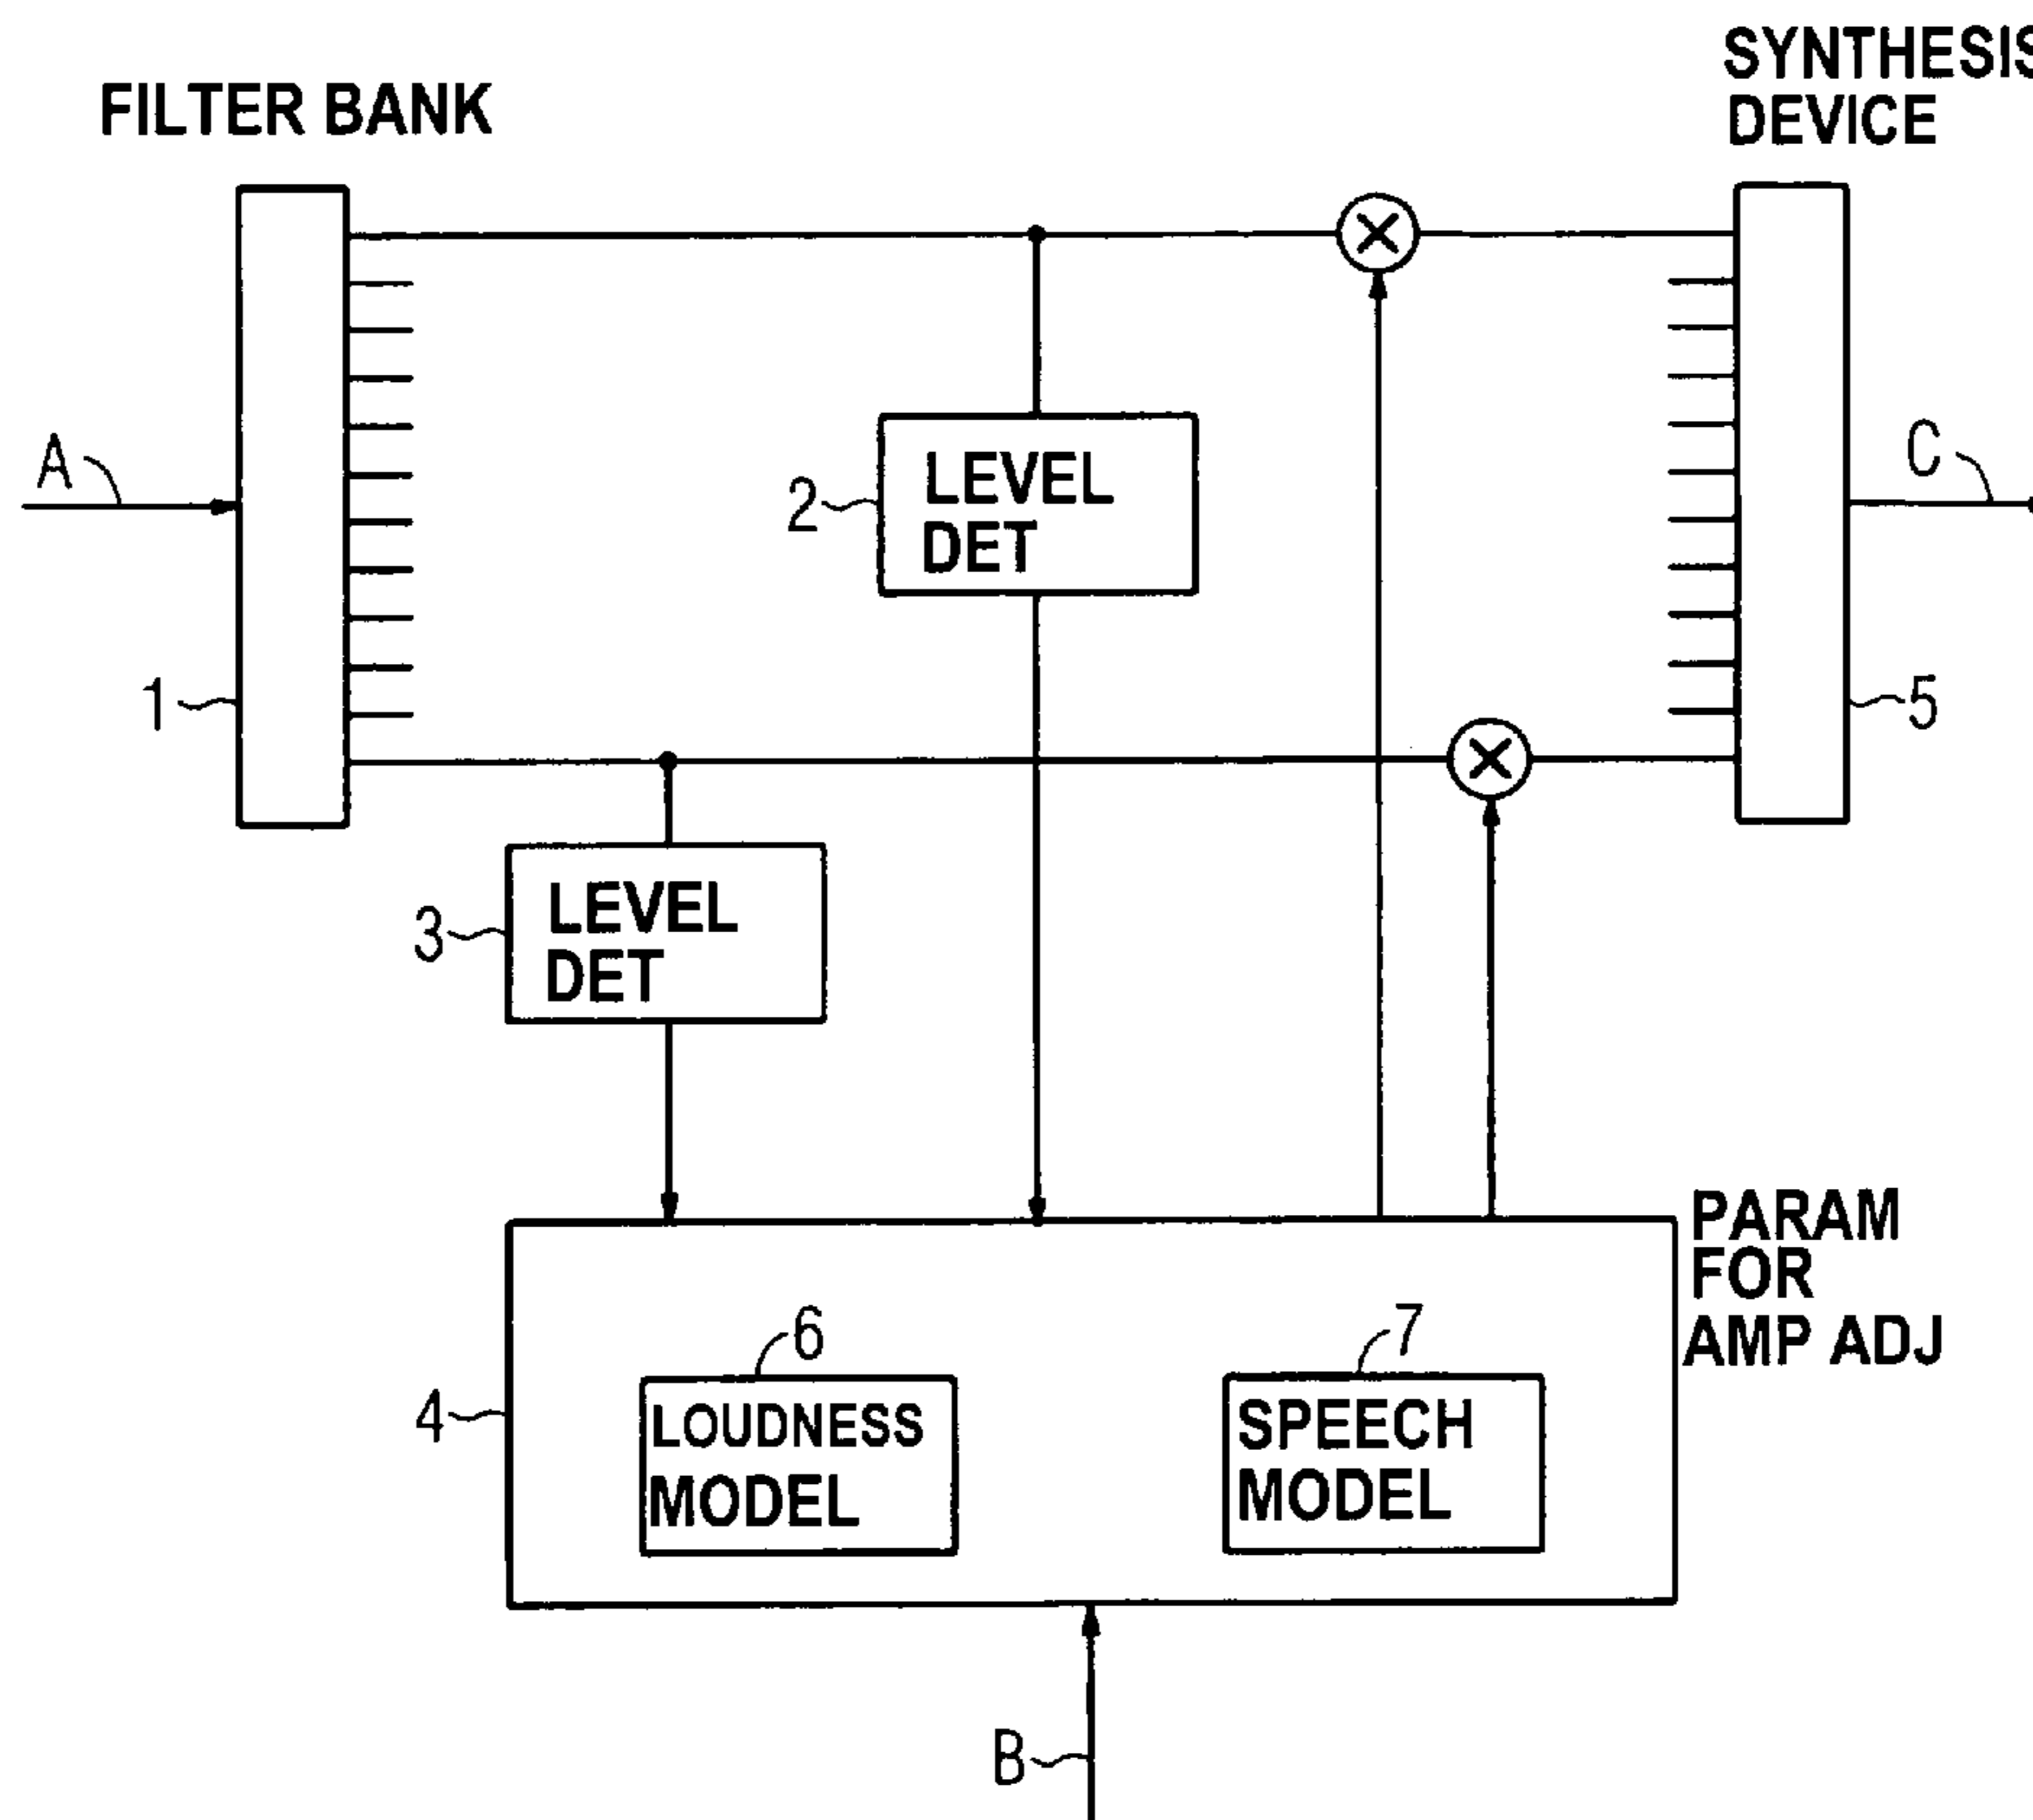 SYNTHESIS
DEVICE
FILTER BANK
A
C
2
LEVEL
DET
1
5
3
LEVEL
DET
PARAM
FOR
AMP ADJ
4
6
LOUDNESS
MODEL
7
SPEECH
MODEL
B